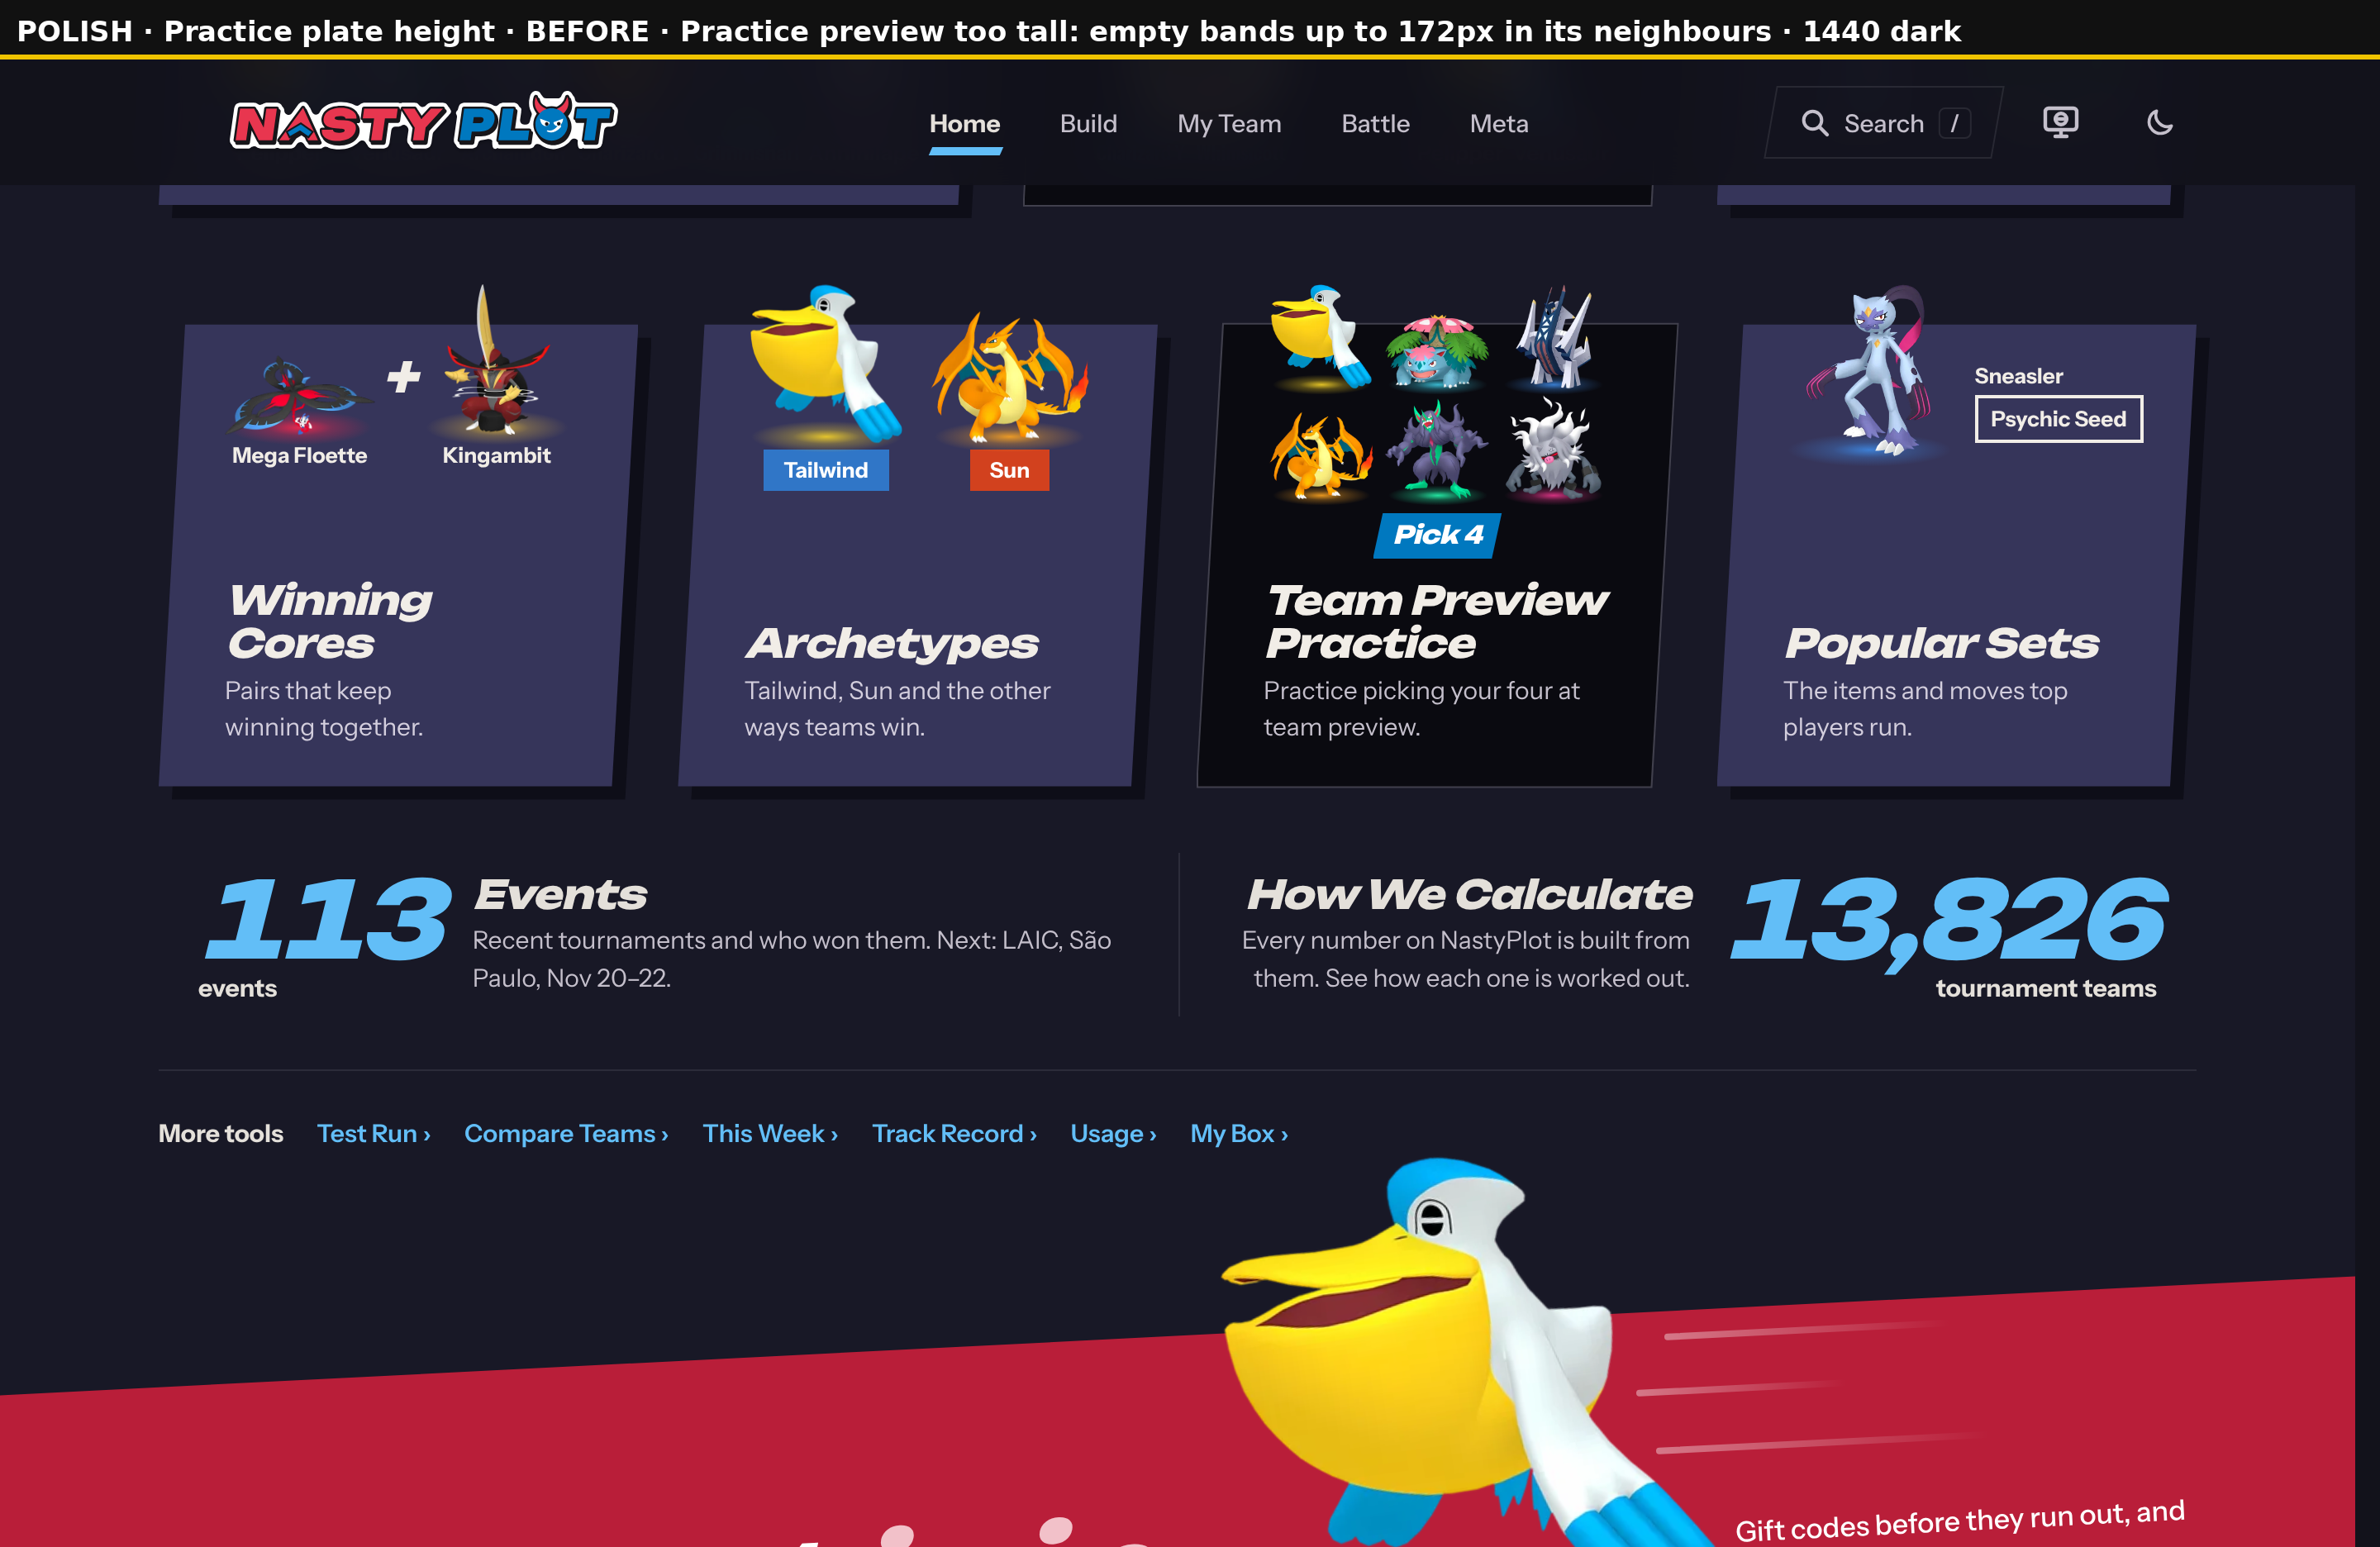 POLISH · Practice plate height · BEFORE · Practice preview too tall: empty bands up to 172px in its neighbours · 1440 dark
NASTY PLOT
Home
Build
My Team
Battle
Meta
Search /
+
Mega Floette
Kingambit
Winning
Cores
Pairs that keep
winning together.
Tailwind
Sun
Archetypes
Tailwind, Sun and the other
ways teams win.
Pick 4
Team Preview
Practice
Practice picking your four at
team preview.
Sneasler
Psychic Seed
Popular Sets
The items and moves top
players run.
113
events
Events
Recent tournaments and who won them. Next: LAIC, São
Paulo, Nov 20–22.
How We Calculate
Every number on NastyPlot is built from
them. See how each one is worked out.
13,826
tournament teams
More tools
Test Run ›
Compare Teams ›
This Week ›
Track Record ›
Usage ›
My Box ›
Gift codes before they run out, and